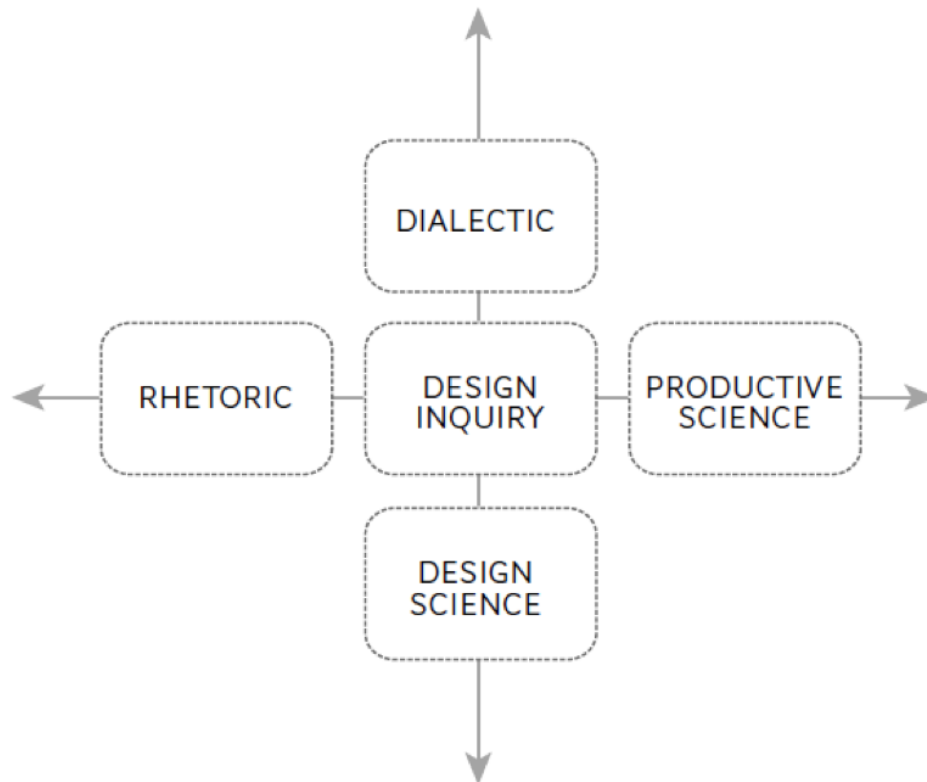 DIALECTIC
RHETORIC
DESIGN
INQUIRY
PRODUCTIVE
SCIENCE
DESIGN
SCIENCE